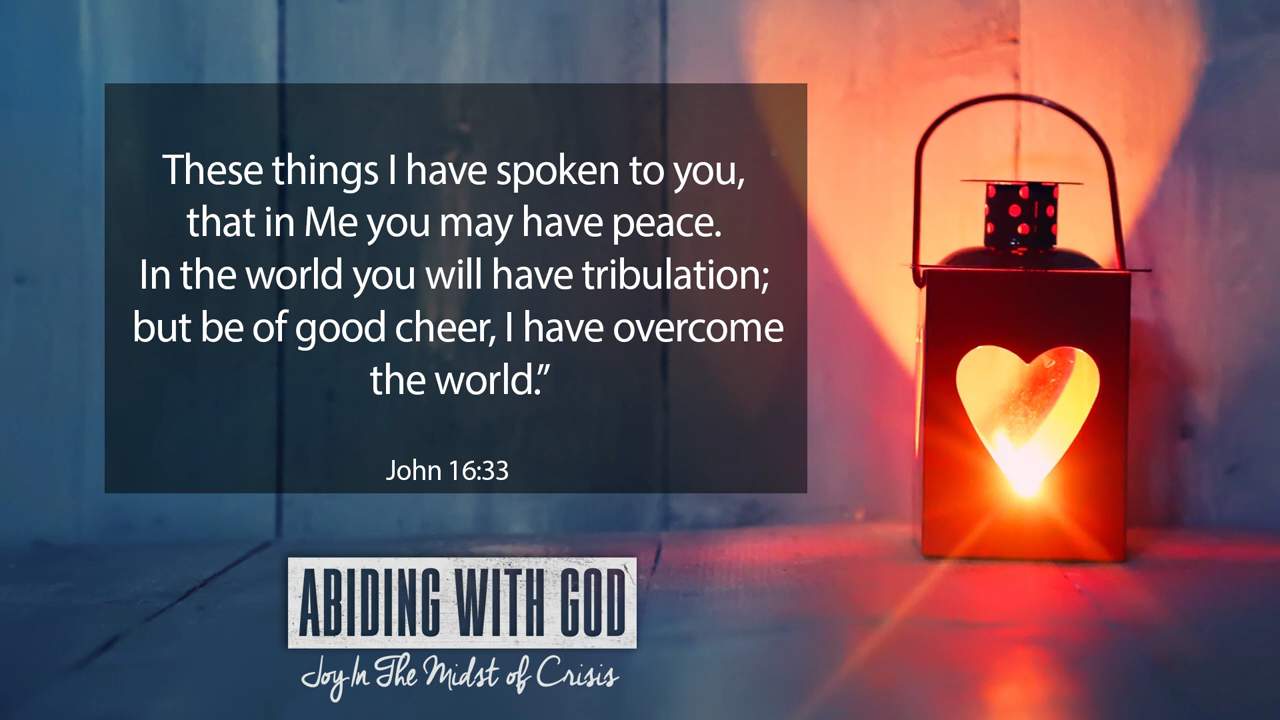 These things I have spoken to you,
that in Me you may have peace.
In the world you will have tribulation;
but be of good cheer, I have overcome
the world.”
John 16:33
ABIDING WITH GOD
Joy In The Midst of Crisis